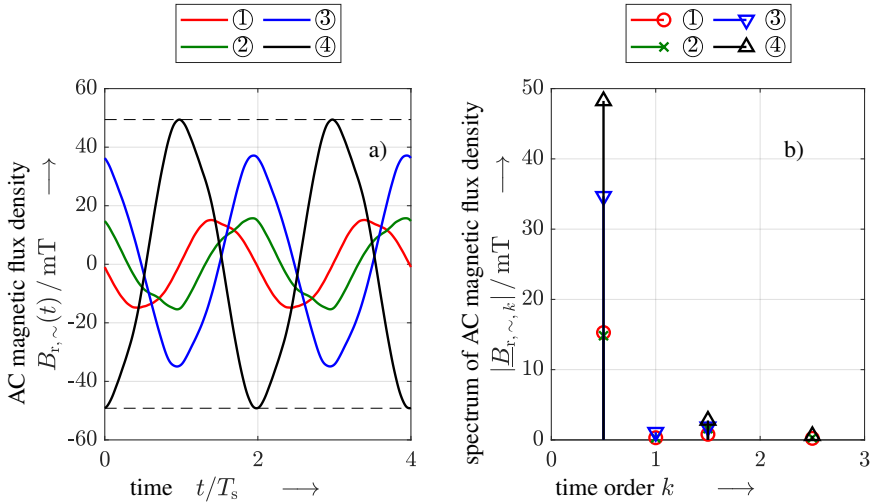 ① ③
② ④
AC magnetic flux density
B_{r,∼}(t) / mT ⟶
60
40
20
0
-20
-40
-60
a)
0 2 4
time t/T_s ⟶
① ③
② ④
spectrum of AC magnetic flux density
|B_{r,∼,k}| / mT ⟶
50
40
30
20
10
0
b)
0 1 2 3
time order k ⟶